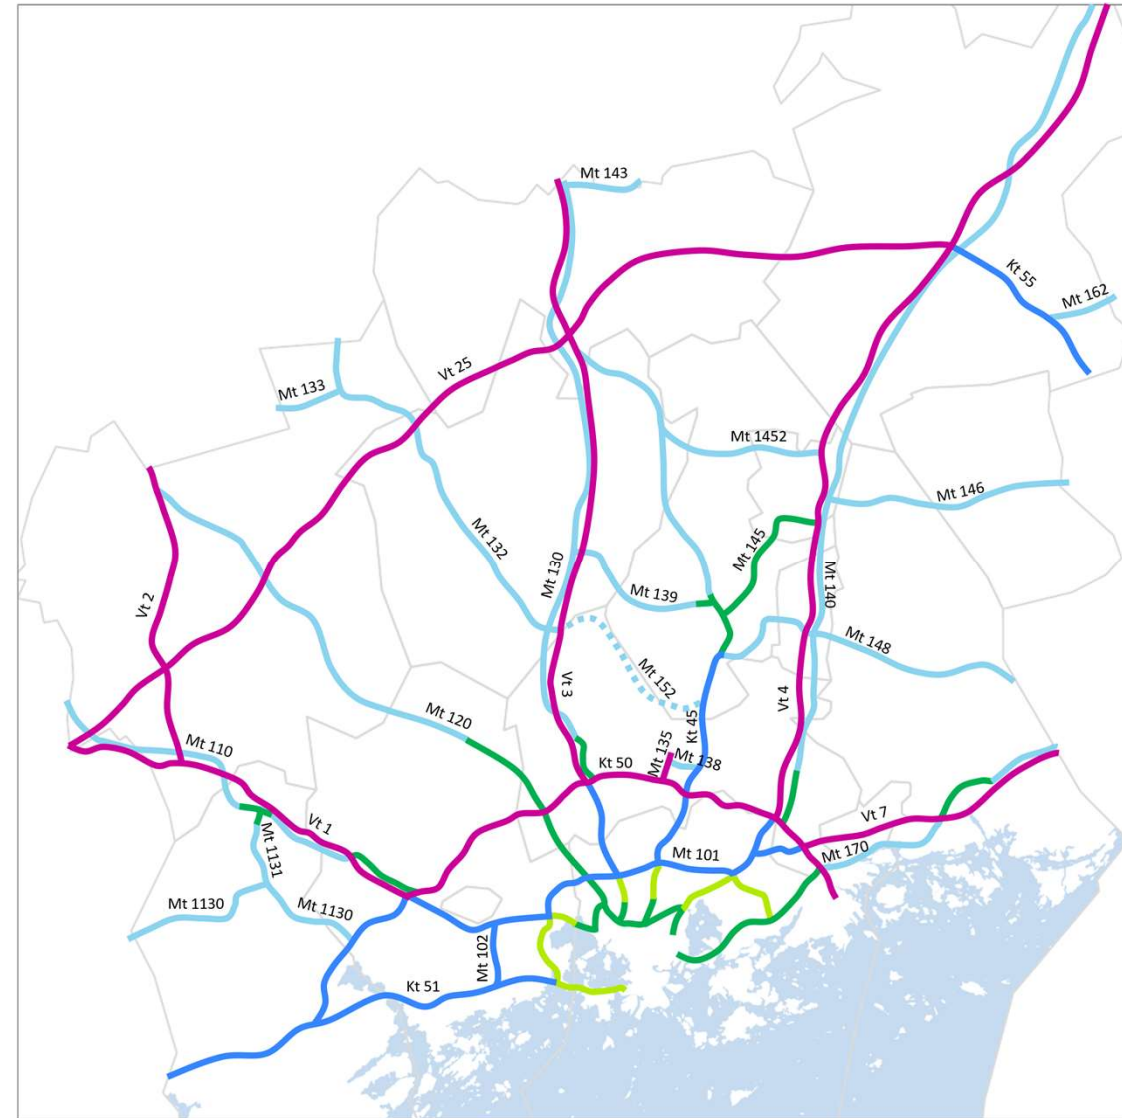 Mt 143
Kt 55
Mt 162
Vt 25
Mt 133
Mt 1452
Mt 146
Mt 132
Mt 145
Mt 130
Mt 140
Mt 139
Vt 2
Mt 148
Mt 152
Vt 3
Vt 4
Mt 120
Kt 45
Mt 110
Mt 135
Mt 138
Kt 50
Vt 7
Vt 1
Mt 1131
Mt 101
Mt 170
Mt 1130
Mt 1130
Mt 102
Kt 51